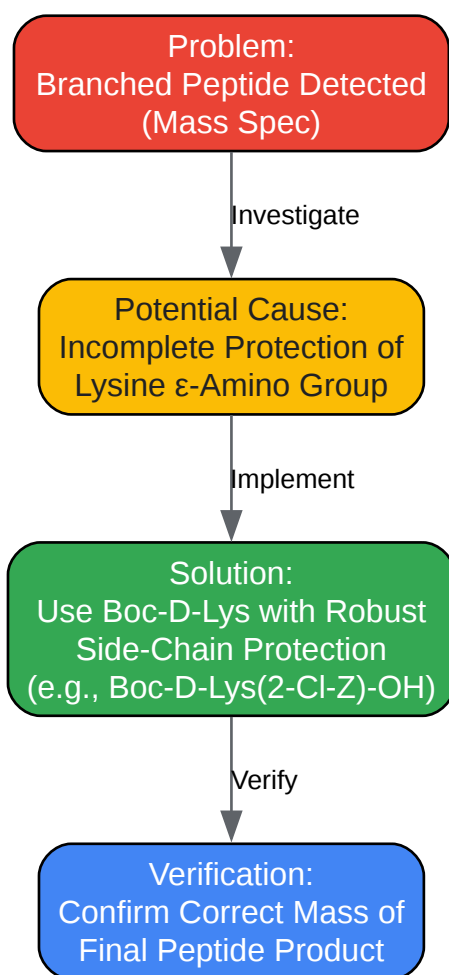 Problem:
Branched Peptide Detected
(Mass Spec)
Investigate
Potential Cause:
Incomplete Protection of
Lysine ε-Amino Group
Implement
Solution:
Use Boc-D-Lys with Robust
Side-Chain Protection
(e.g., Boc-D-Lys(2-Cl-Z)-OH)
Verify
Verification:
Confirm Correct Mass of
Final Peptide Product